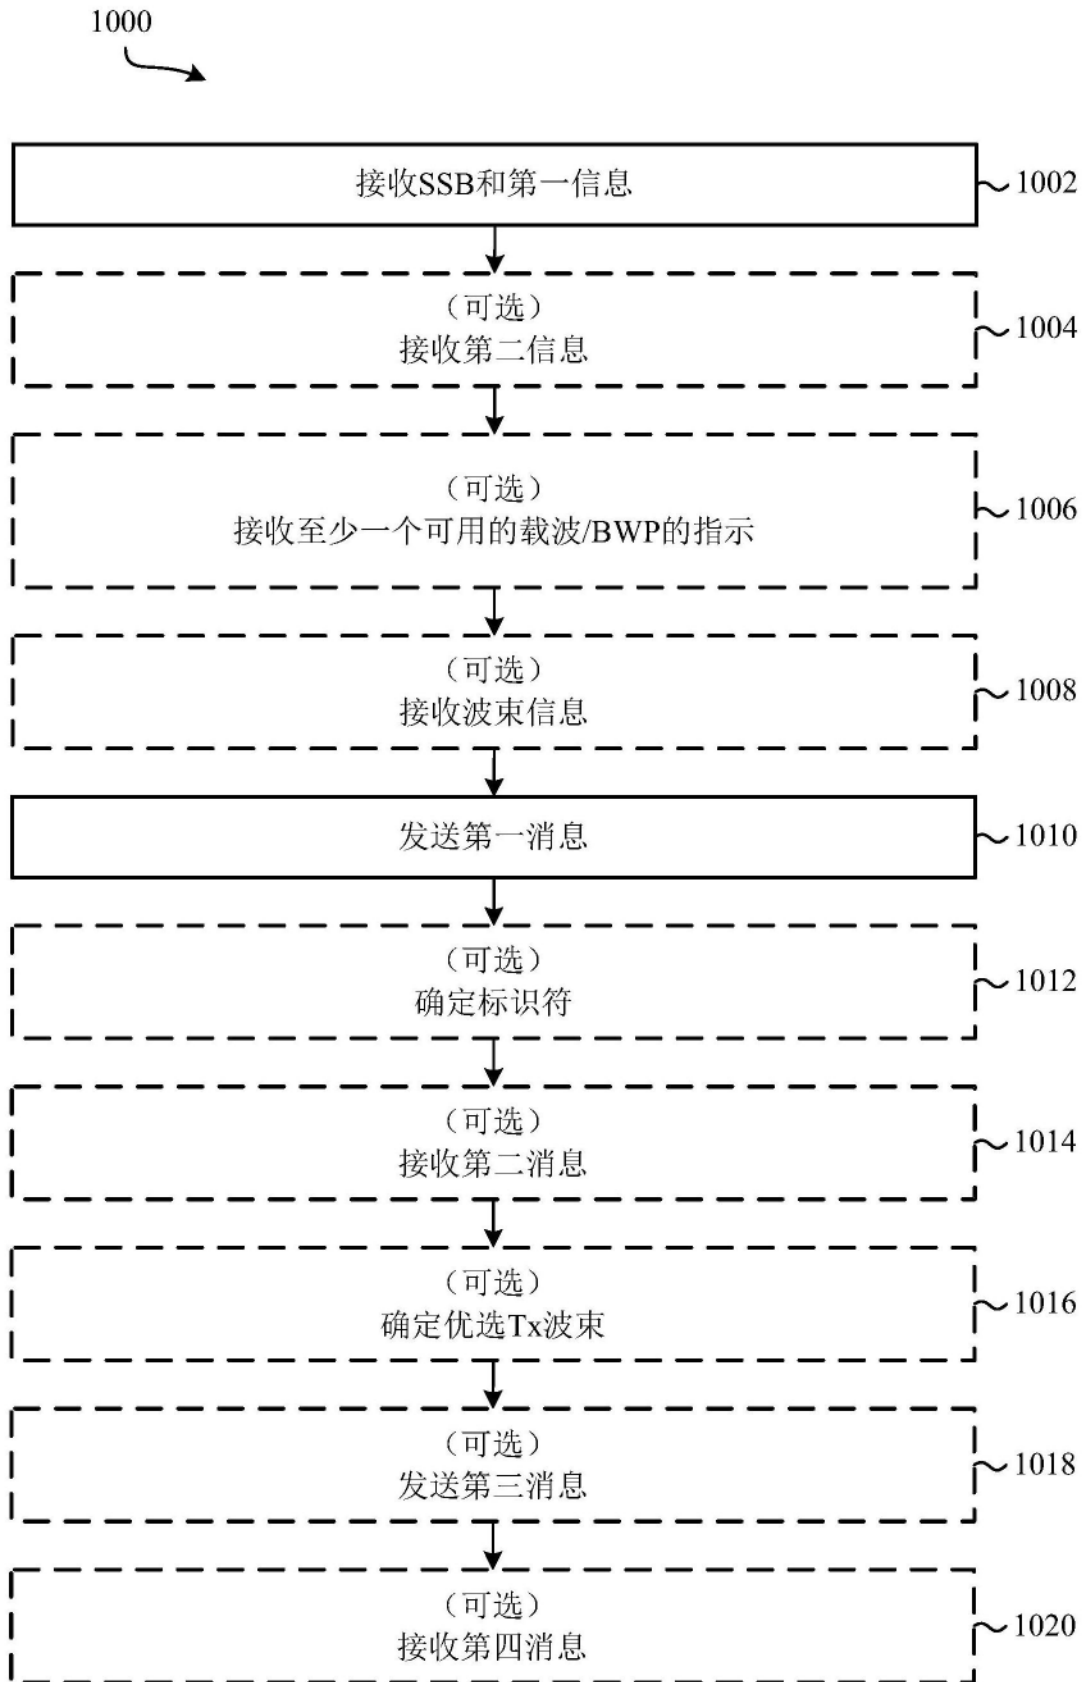 1000
接收SSB和第一信息
1002
（可选）
接收第二信息
1004
（可选）
接收至少一个可用的载波/BWP的指示
1006
（可选）
接收波束信息
1008
发送第一消息
1010
（可选）
确定标识符
1012
（可选）
接收第二消息
1014
（可选）
确定优选Tx波束
1016
（可选）
发送第三消息
1018
（可选）
接收第四消息
1020